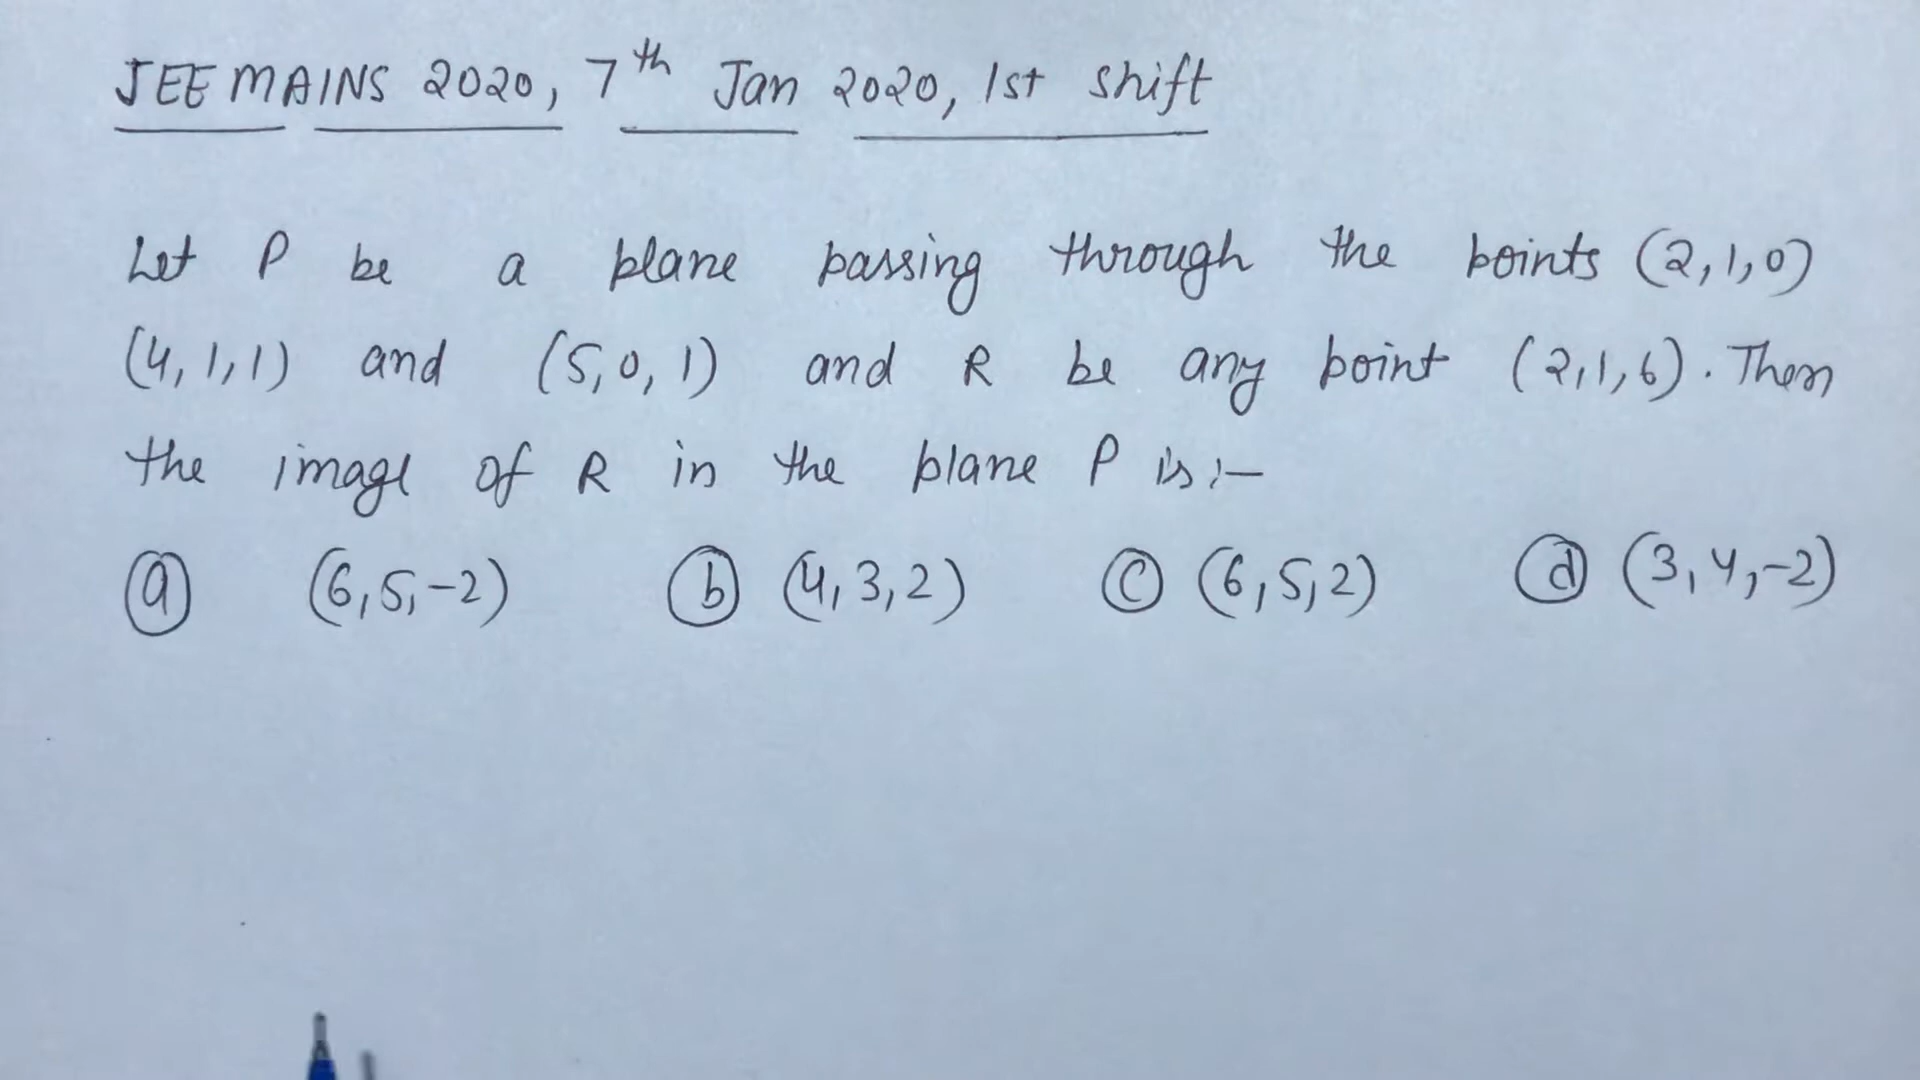 JEE MAINS 2020, 7th Jan 2020, 1st shift
Let P be a plane passing through the points (2,1,0)
(4,1,1) and (5,0,1) and R be any point (2,1,6). Then
the image of R in the plane P is:-
(a) (6,5,-2) (b) (4,3,2) (c) (6,5,2) (d) (3,4,-2)